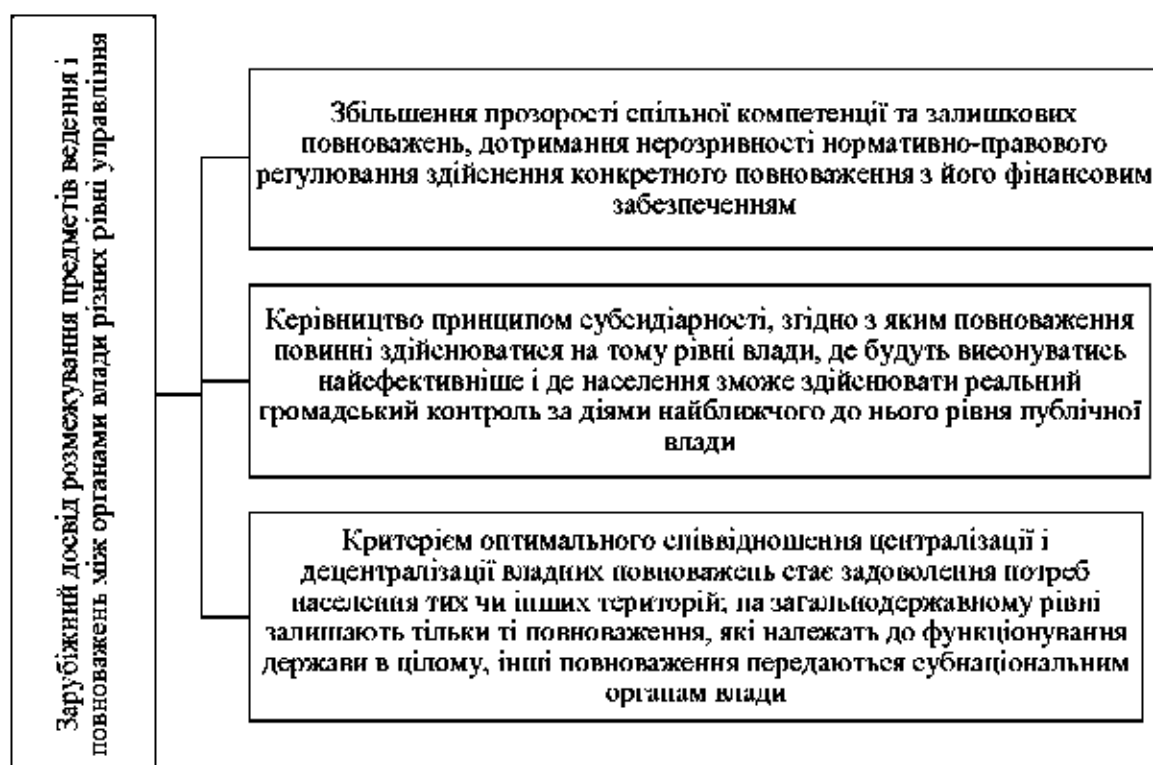 Зарубіжний досвід розмежування предметів ведення і
повноважень між органами влади різних рівні управління
Збільшення прозорості спільної компетенції та залишкових
повноважень, дотримання нерозривності нормативно-правового
регулювання здійснення конкретного повноваження з його фінансовим
забезпеченням
Керівництво принципом субсидіарності, згідно з яким повноваження
повинні здійснюватися на тому рівні влади, де будуть виеонуватись
найефективніше і де населення зможе здійснювати реальний
громадський контроль за діями найближчого до нього рівня публічної
влади
Критерієм оптимального співвідношення централізації і
децентралізації владних повноважень стає задоволення потреб
населення тих чи інших територій; на загальнодержавному рівні
залишають тільки ті повноваження, які належать до функціонування
держави в цілому, інші повноваження передаються субнаціональним
органам влади